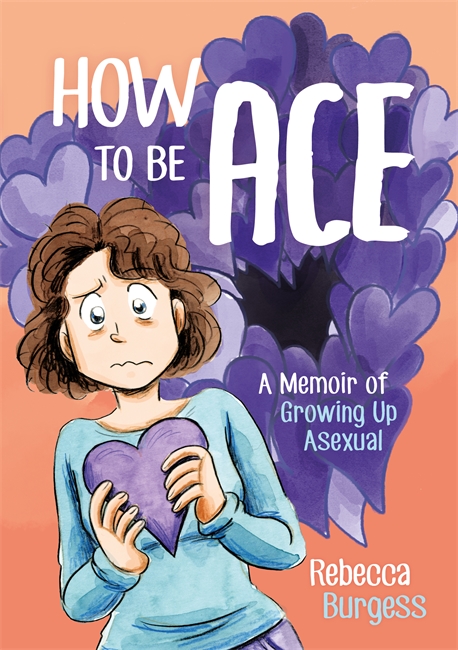 HOW
TO BE
ACE
A Memoir of
Growing Up
Asexual
Rebecca
Burgess